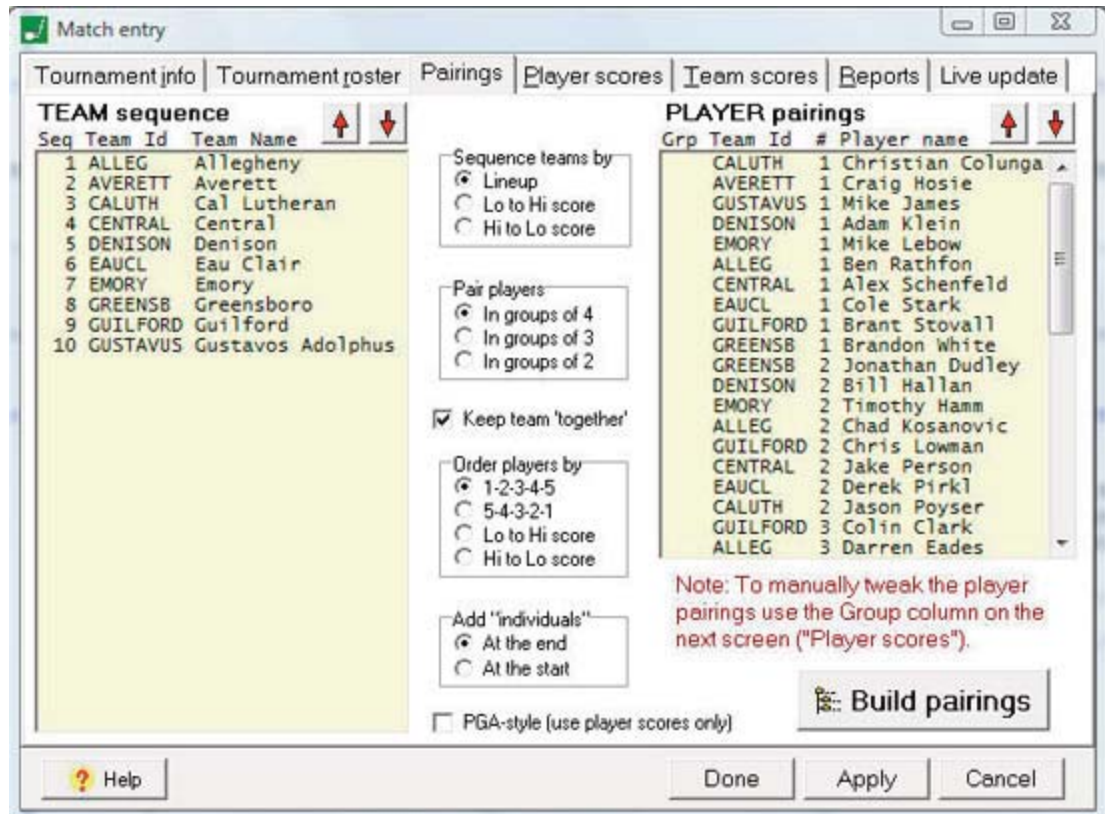 Match entry
Tournament info Tournament roster Pairings Player scores Team scores Reports Live update
TEAM sequence
Seq Team Id Team Name
1 ALLEG Allegheny
2 AVERETT Averett
3 CALUTH Cal Lutheran
4 CENTRAL Central
5 DENISON Denison
6 EAUCL Eau Clair
7 EMORY Emory
8 GREENSB Greensboro
9 GUILFORD Guilford
10 GUSTAVUS Gustavos Adolphus
Sequence teams by
Lineup
Lo to Hi score
Hi to Lo score
Pair players
In groups of 4
In groups of 3
In groups of 2
Keep team 'together'
Order players by
1-2-3-4-5
5-4-3-2-1
Lo to Hi score
Hi to Lo score
Add "individuals"
At the end
At the start
PGA-style (use player scores only)
PLAYER pairings
Grp Team Id # Player name
CALUTH 1 Christian Colunga
AVERETT 1 Craig Hosie
GUSTAVUS 1 Mike James
DENISON 1 Adam Klein
EMORY 1 Mike Lebow
ALLEG 1 Ben Rathfon
CENTRAL 1 Alex Schenfeld
EAUCL 1 Cole Stark
GUILFORD 1 Brant Stovall
GREENSB 1 Brandon White
GREENSB 2 Jonathan Dudley
DENISON 2 Bill Hallan
EMORY 2 Timothy Hamm
ALLEG 2 Chad Kosanovic
GUILFORD 2 Chris Lowman
CENTRAL 2 Jake Person
EAUCL 2 Derek Pirkl
CALUTH 2 Jason Poyser
GUILFORD 3 Colin Clark
ALLEG 3 Darren Eades
Note: To manually tweak the player
pairings use the Group column on the
next screen ("Player scores").
Build pairings
? Help
Done Apply Cancel